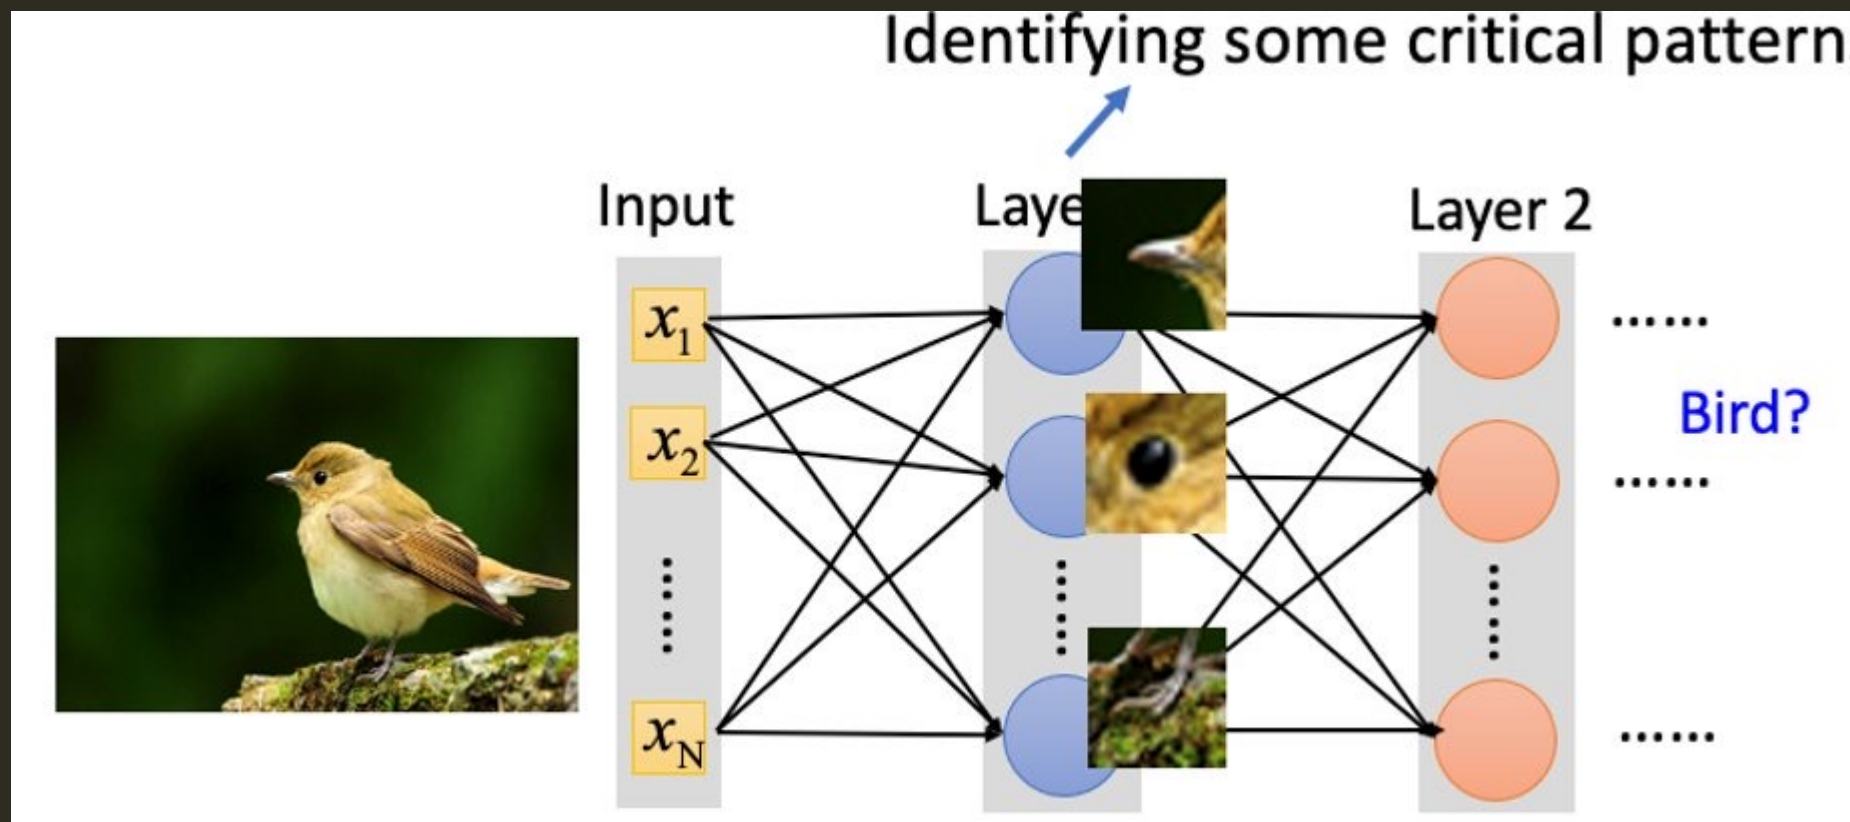 Identifying some critical pattern
Input
Laye
Layer 2
x1
x2
xN
……
Bird?
……
……